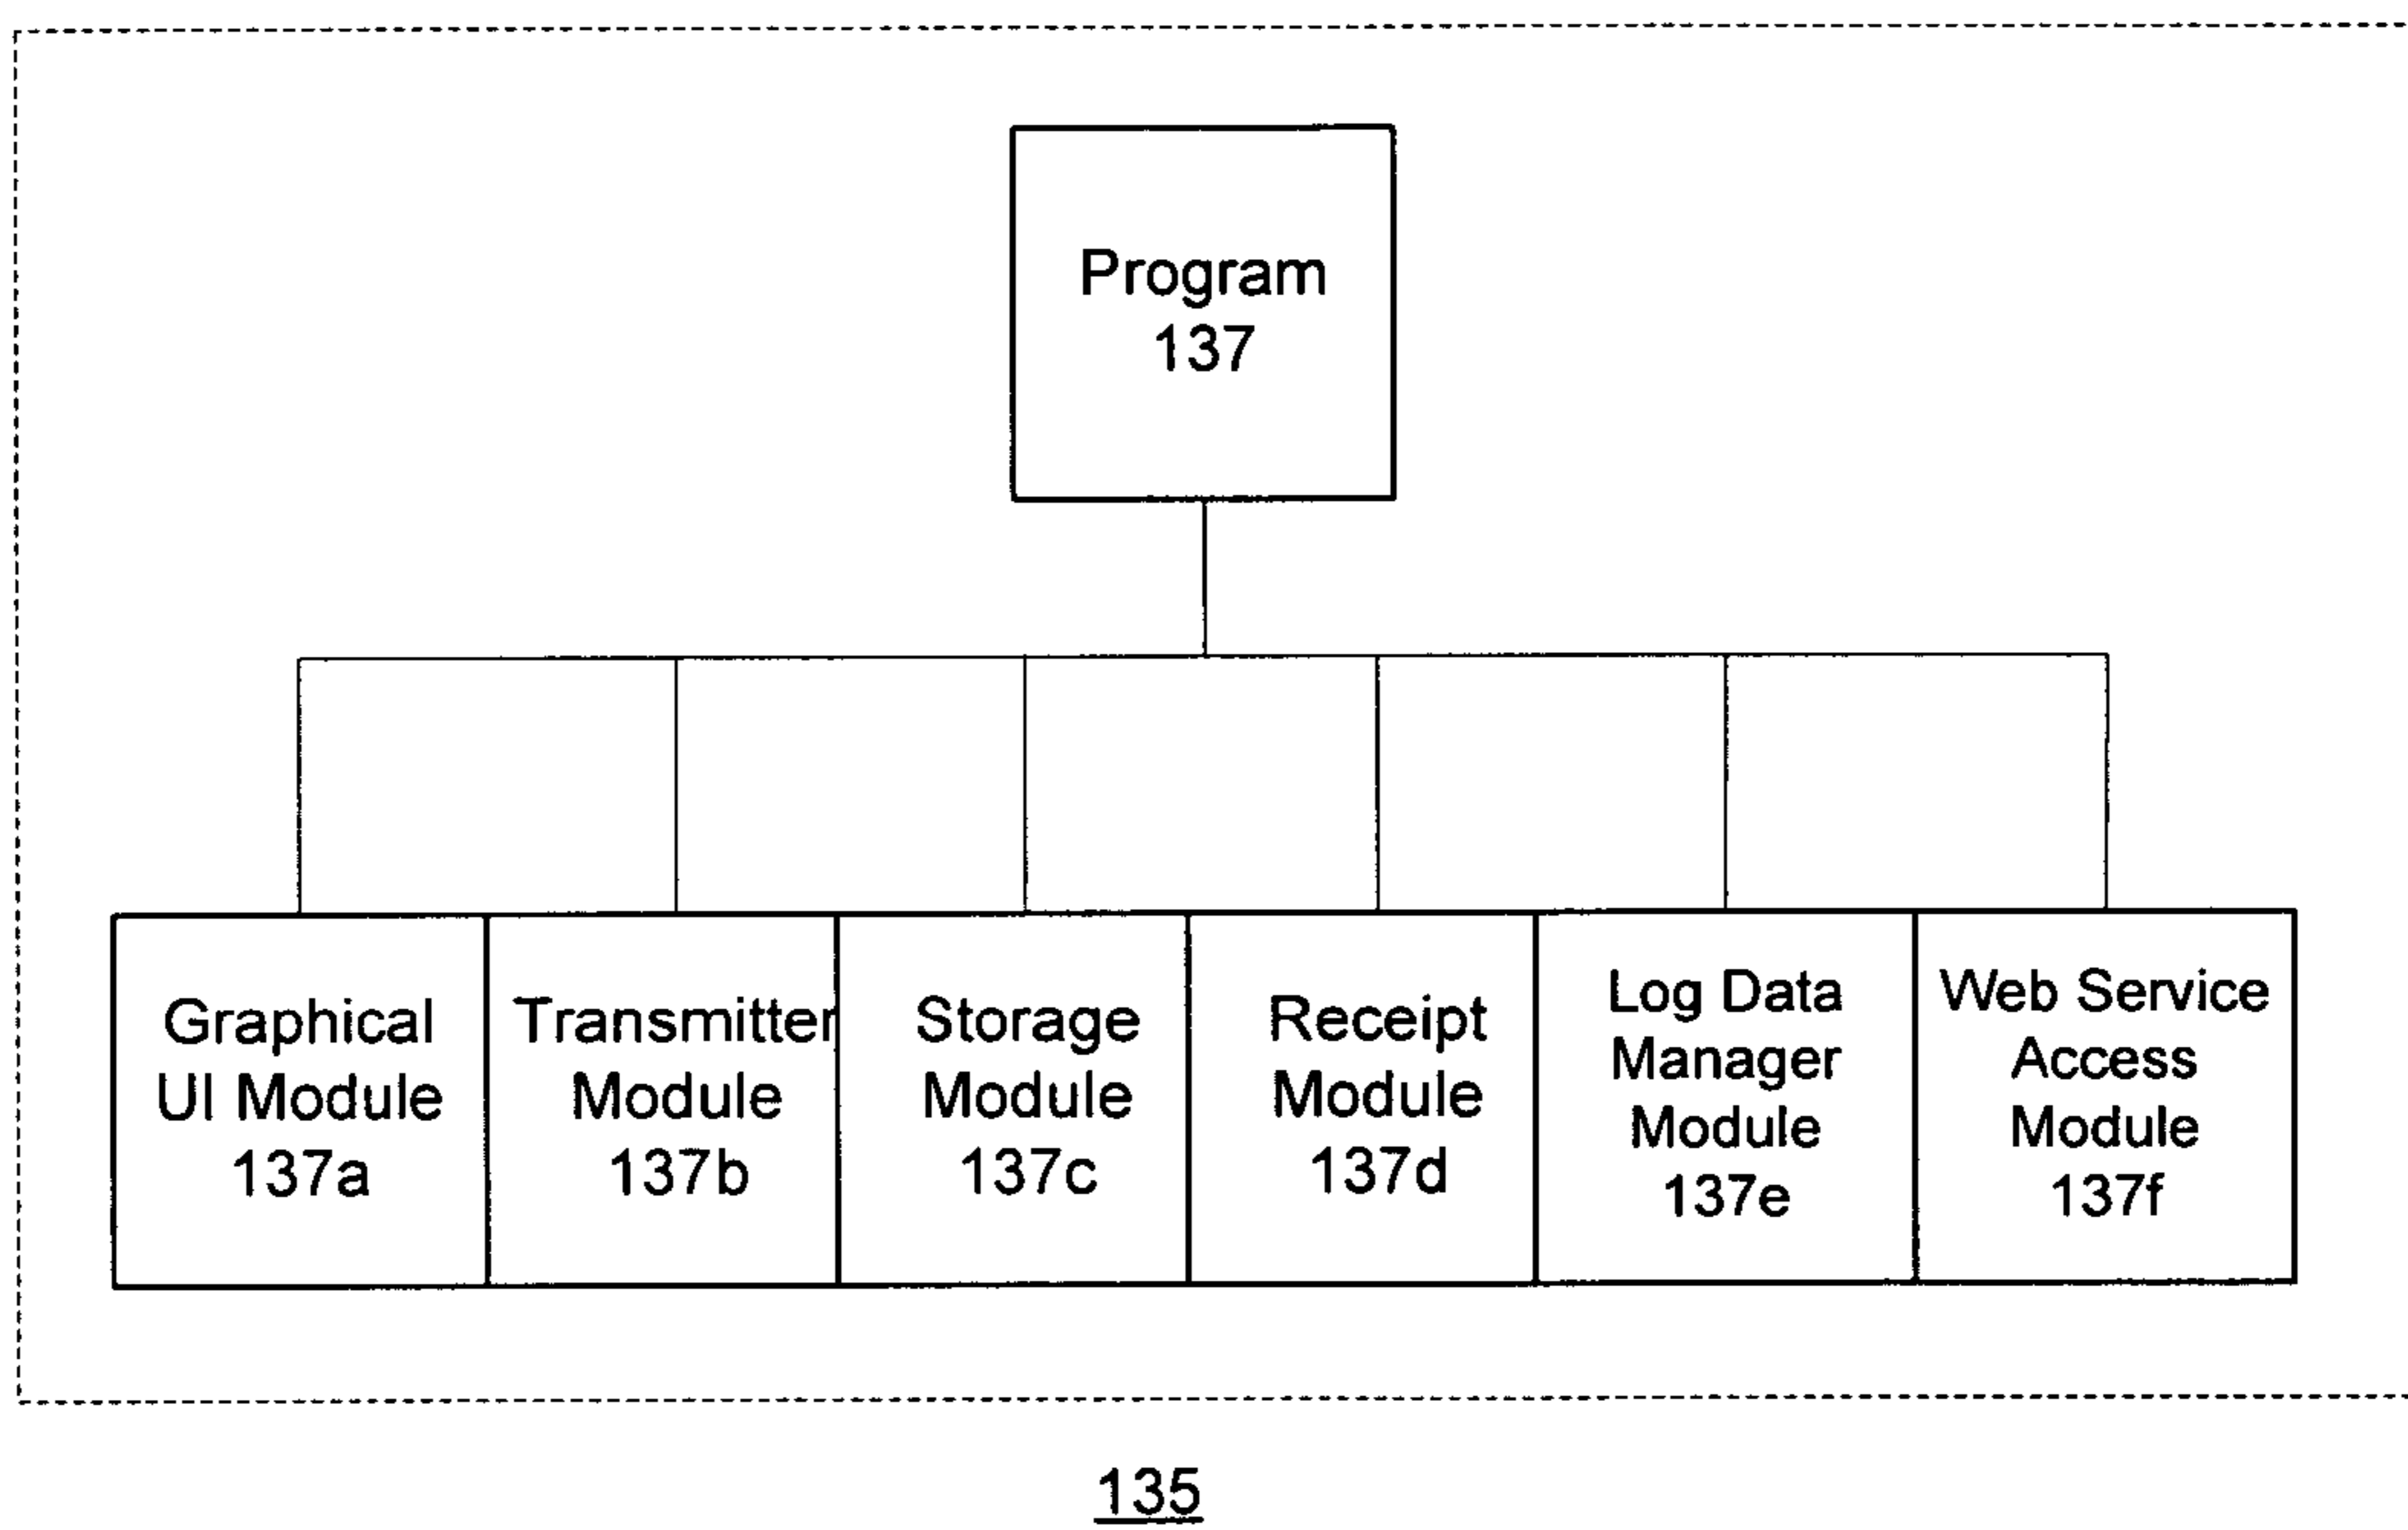 Program
137
Graphical
UI Module
137a
Transmitter
Module
137b
Storage
Module
137c
Receipt
Module
137d
Log Data
Manager
Module
137e
Web Service
Access
Module
137f
135